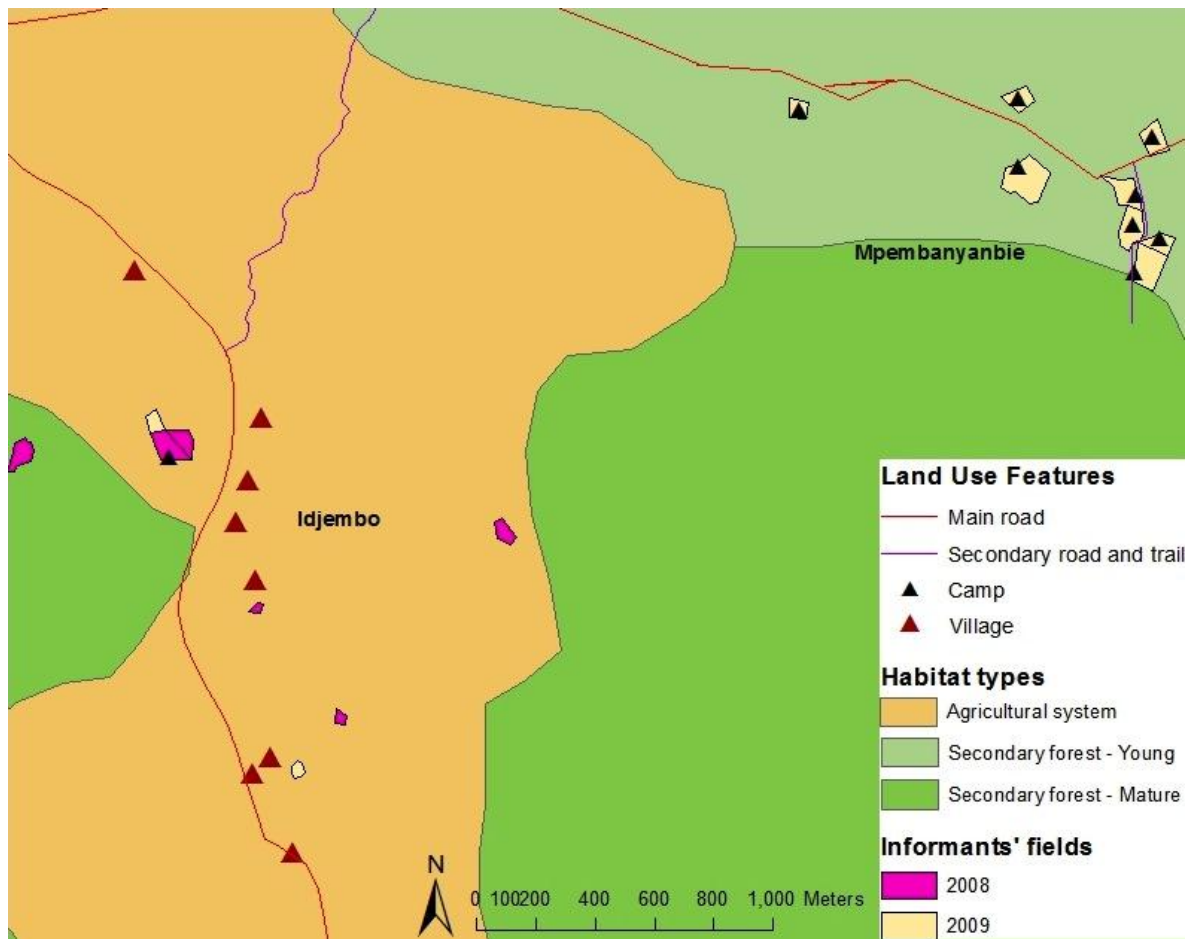 Mpembanyanbie
Idjembo
Land Use Features
Main road
Secondary road and trail
Camp
Village
Habitat types
Agricultural system
Secondary forest - Young
Secondary forest - Mature
Informants' fields
2008
2009
N
0 100200 400 600 800 1,000 Meters